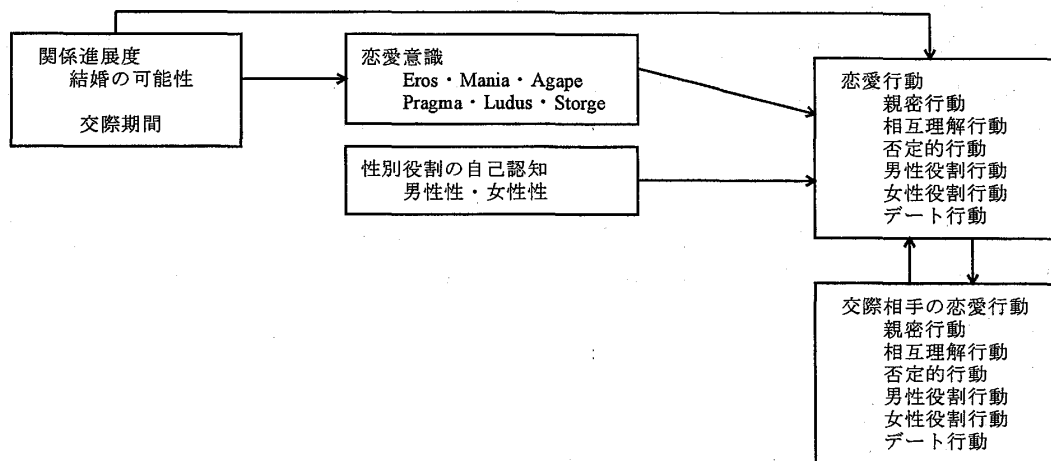 関係進展度
結婚の可能性
交際期間
恋愛意識
Eros・Mania・Agape
Pragma・Ludus・Storge
性別役割の自己認知
男性性・女性性
恋愛行動
親密行動
相互理解行動
否定的行動
男性役割行動
女性役割行動
デート行動
交際相手の恋愛行動
親密行動
相互理解行動
否定的行動
男性役割行動
女性役割行動
デート行動